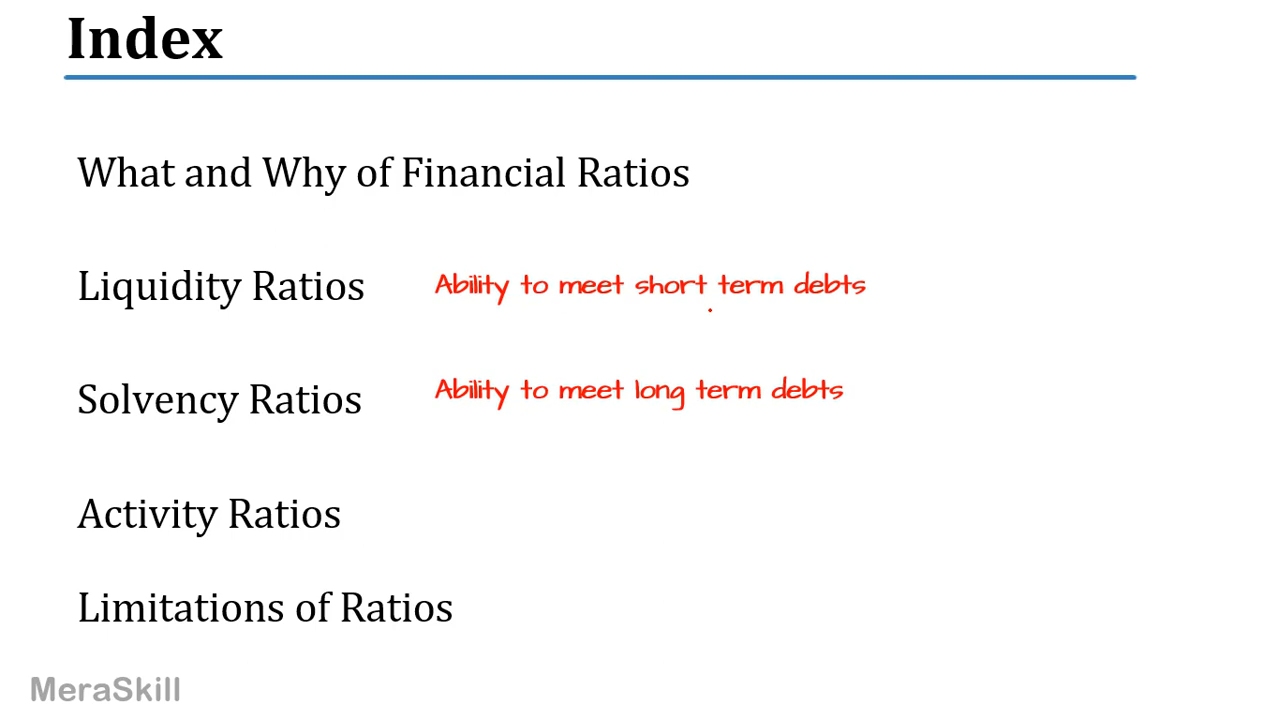 Index
What and Why of Financial Ratios
Liquidity Ratios Ability to meet short term debts
Solvency Ratios Ability to meet long term debts
Activity Ratios
Limitations of Ratios
MeraSkill